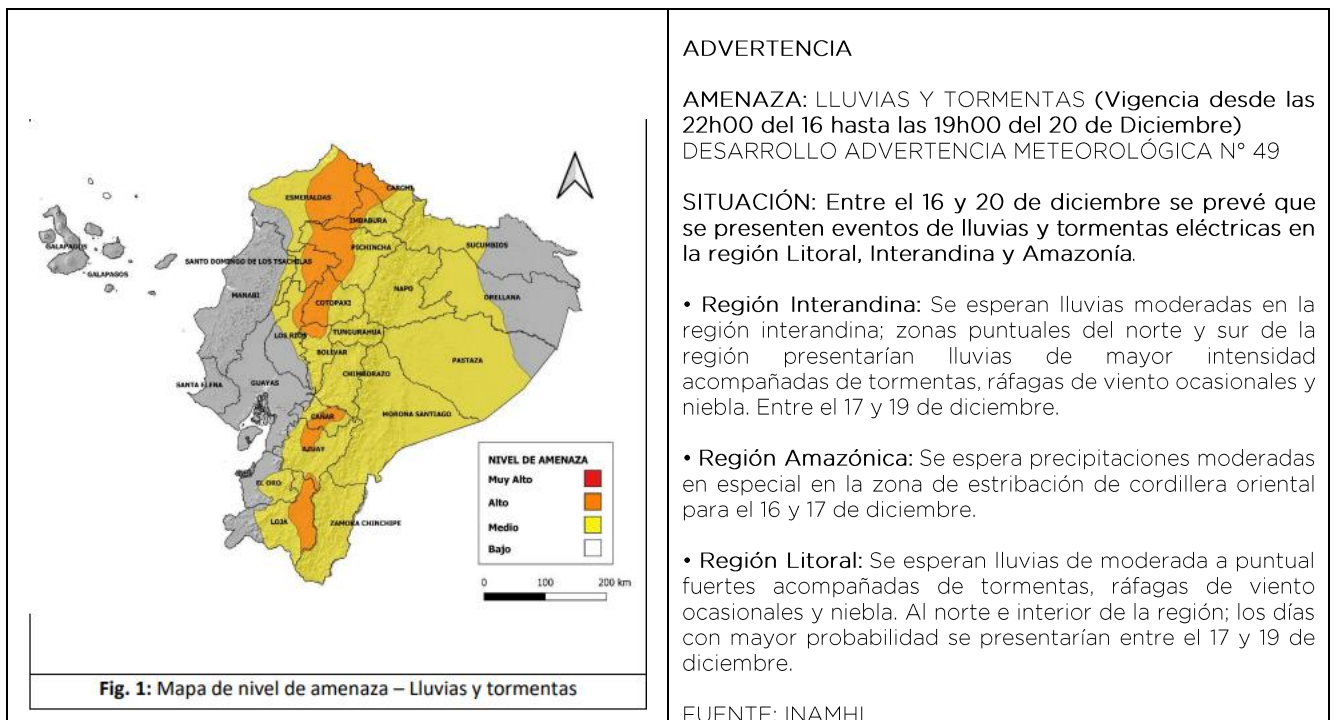 ESMERALDAS
CARCHI
IMBABURA
GALAPAGOS
GALAPAGOS
PICHINCHA
SUCUMBIOS
SANTO DOMINGO DE LOS TSACHILAS
MANABI
COTOPAXI
NAPO
ORELLANA
LOS RIOS
TUNGURAHUA
BOLIVAR
PASTAZA
CHIMBORAZO
SANTA ELENA
GUAYAS
CAÑAR
MORONA SANTIAGO
AZUAY
EL ORO
LOJA
ZAMORA CHINCHIPE
NIVEL DE AMENAZA
Muy Alto
Alto
Medio
Bajo
0 100 200 km
Fig. 1: Mapa de nivel de amenaza – Lluvias y tormentas
ADVERTENCIA
AMENAZA: LLUVIAS Y TORMENTAS (Vigencia desde las
22h00 del 16 hasta las 19h00 del 20 de Diciembre)
DESARROLLO ADVERTENCIA METEOROLÓGICA N° 49
SITUACIÓN: Entre el 16 y 20 de diciembre se prevé que
se presenten eventos de lluvias y tormentas eléctricas en
la región Litoral, Interandina y Amazonía.
• Región Interandina: Se esperan lluvias moderadas en la
región interandina; zonas puntuales del norte y sur de la
región presentarían lluvias de mayor intensidad
acompañadas de tormentas, ráfagas de viento ocasionales y
niebla. Entre el 17 y 19 de diciembre.
• Región Amazónica: Se espera precipitaciones moderadas
en especial en la zona de estribación de cordillera oriental
para el 16 y 17 de diciembre.
• Región Litoral: Se esperan lluvias de moderada a puntual
fuertes acompañadas de tormentas, ráfagas de viento
ocasionales y niebla. Al norte e interior de la región; los días
con mayor probabilidad se presentarían entre el 17 y 19 de
diciembre.
FUENTE: INAMHI